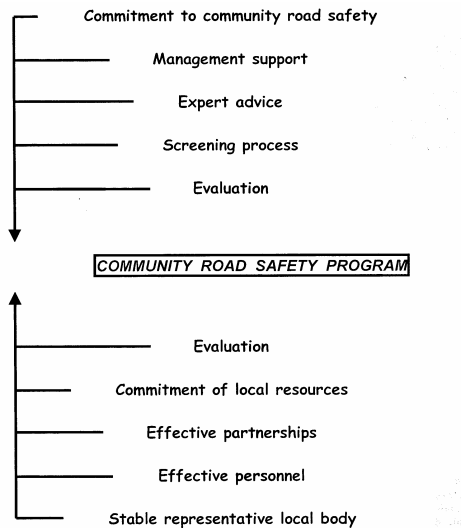 Commitment to community road safety
Management support
Expert advice
Screening process
Evaluation
COMMUNITY ROAD SAFETY PROGRAM
Evaluation
Commitment of local resources
Effective partnerships
Effective personnel
Stable representative local body